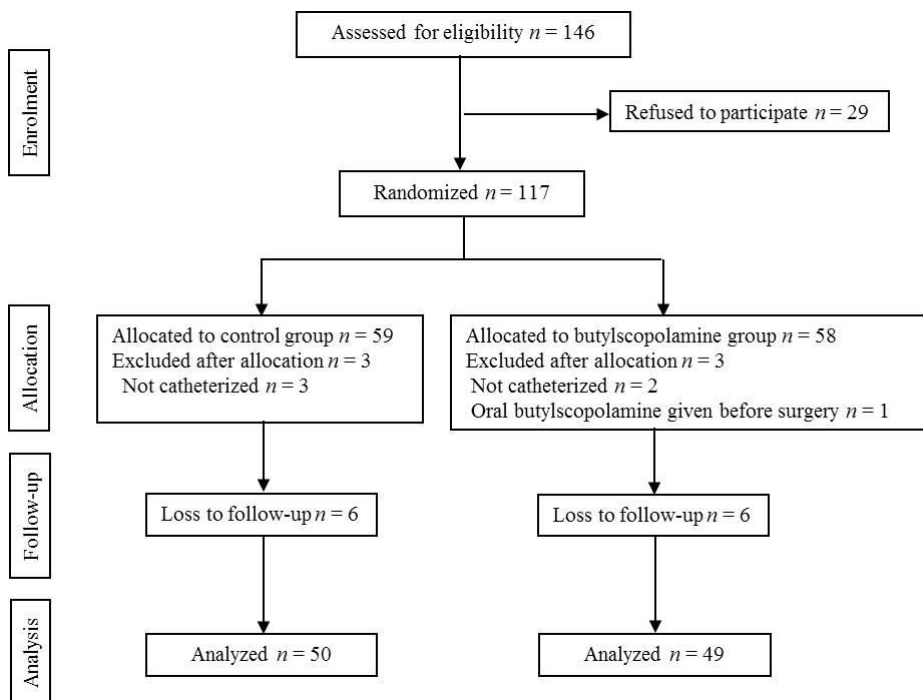 Assessed for eligibility n = 146
Enrolment
Refused to participate n = 29
Randomized n = 117
Allocation
Allocated to control group n = 59
Excluded after allocation n = 3
Not catheterized n = 3
Allocated to butylscopolamine group n = 58
Excluded after allocation n = 3
Not catheterized n = 2
Oral butylscopolamine given before surgery n = 1
Follow-up
Loss to follow-up n = 6
Loss to follow-up n = 6
Analysis
Analyzed n = 50
Analyzed n = 49